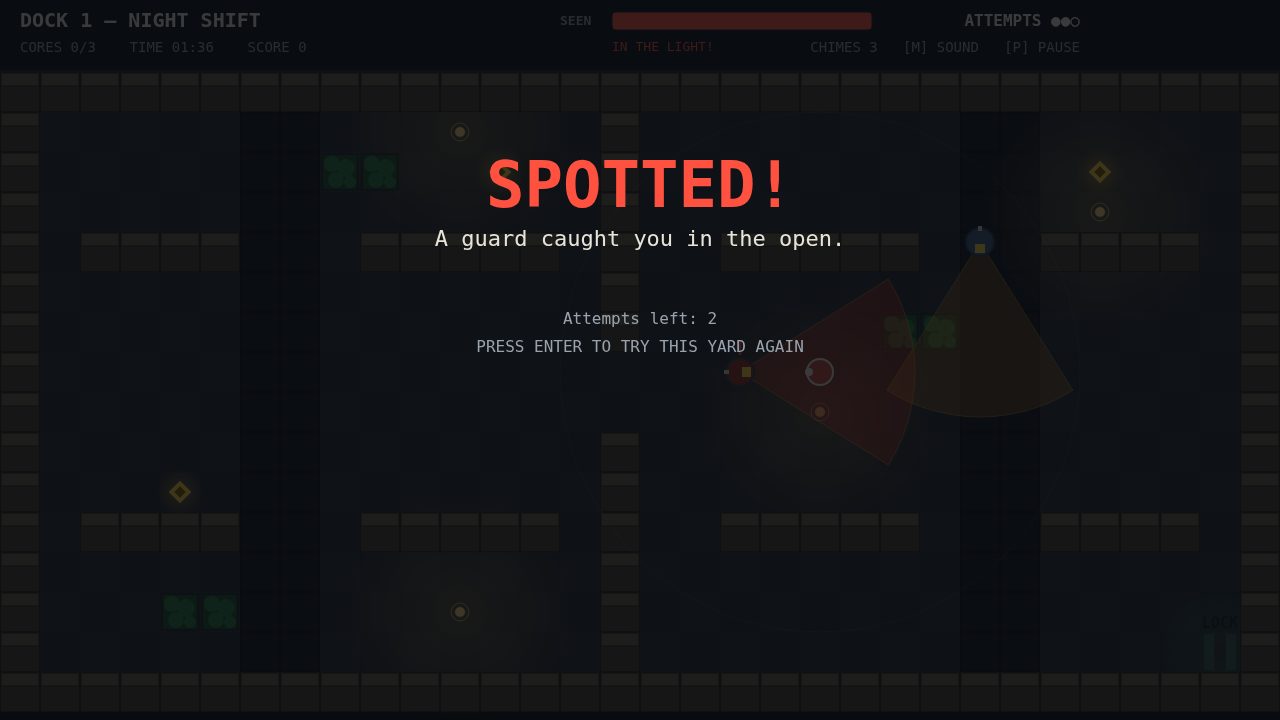 DOCK 1 — NIGHT SHIFT
SEEN
ATTEMPTS ●●○
CORES 0/3 TIME 01:36 SCORE 0
IN THE LIGHT!
CHIMES 3 [M] SOUND [P] PAUSE
SPOTTED!
A guard caught you in the open.
Attempts left: 2
PRESS ENTER TO TRY THIS YARD AGAIN
LOCK